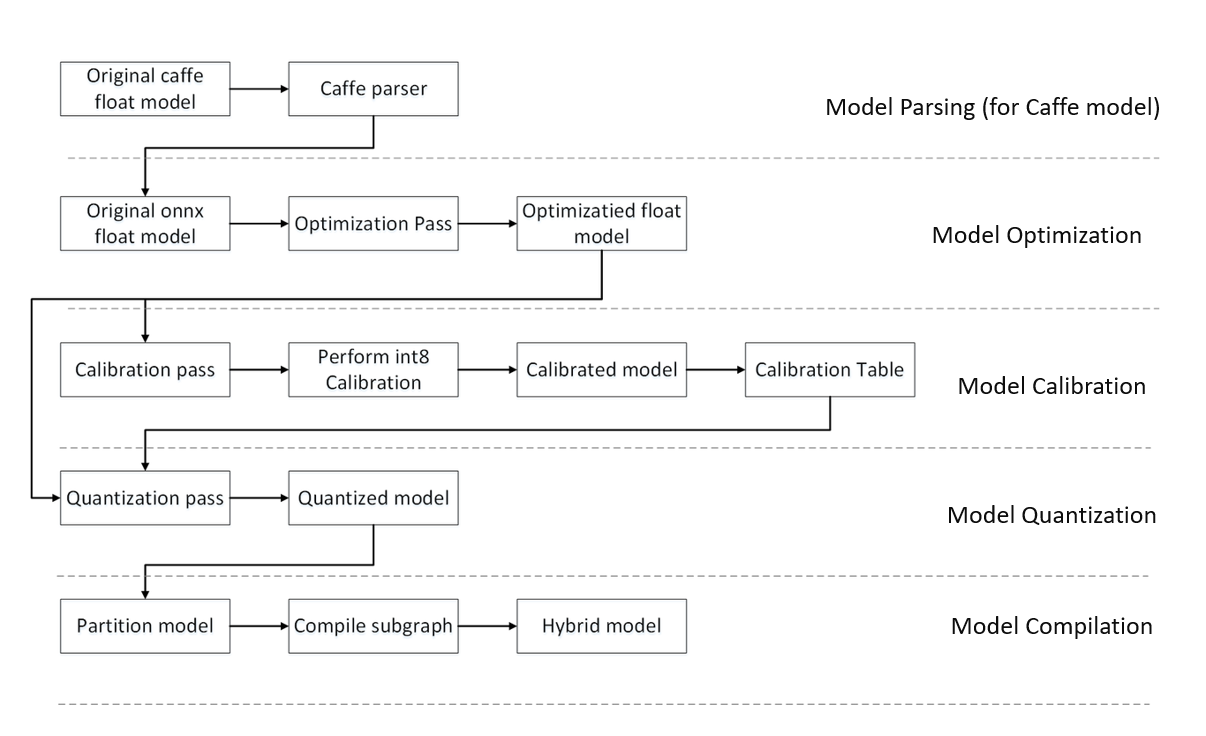 Original caffe
float model
Caffe parser
Model Parsing (for Caffe model)
Original onnx
float model
Optimization Pass
Optimizatied float
model
Model Optimization
Calibration pass
Perform int8
Calibration
Calibrated model
Calibration Table
Model Calibration
Quantization pass
Quantized model
Model Quantization
Partition model
Compile subgraph
Hybrid model
Model Compilation